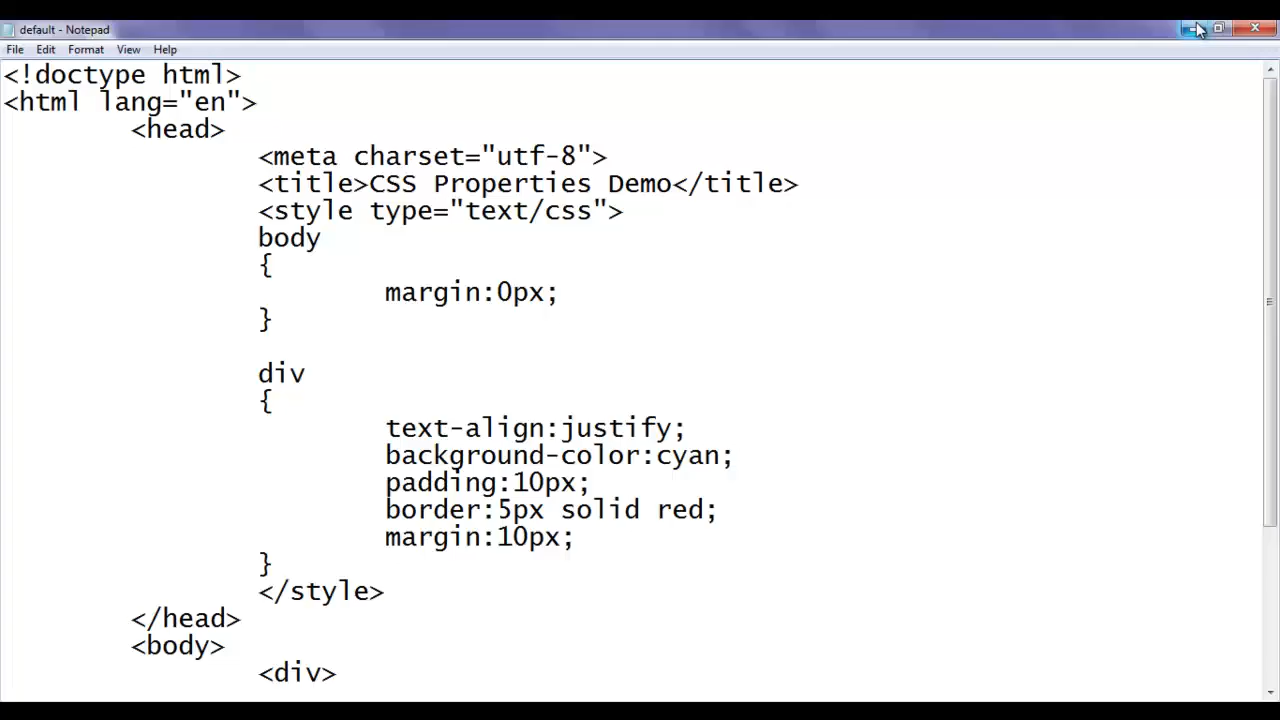 default - Notepad
File Edit Format View Help
<!doctype html>
<html lang="en">
<head>
<meta charset="utf-8">
<title>CSS Properties Demo</title>
<style type="text/css">
body
{
margin:0px;
}
div
{
text-align:justify;
background-color:cyan;
padding:10px;
border:5px solid red;
margin:10px;
}
</style>
</head>
<body>
<div>